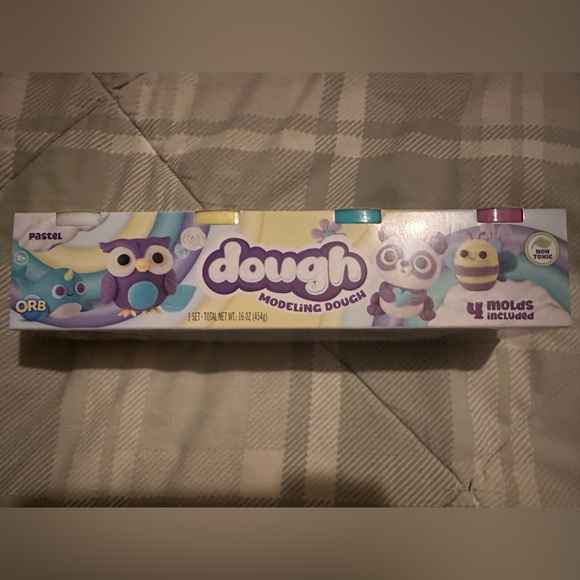 Pastel
2+
ORB
dough
MODELING DOUGH
1 SET • TOTAL NET WT.: 16 OZ (454g)
NON
TOXIC
4 MOLDS
INCLUDED